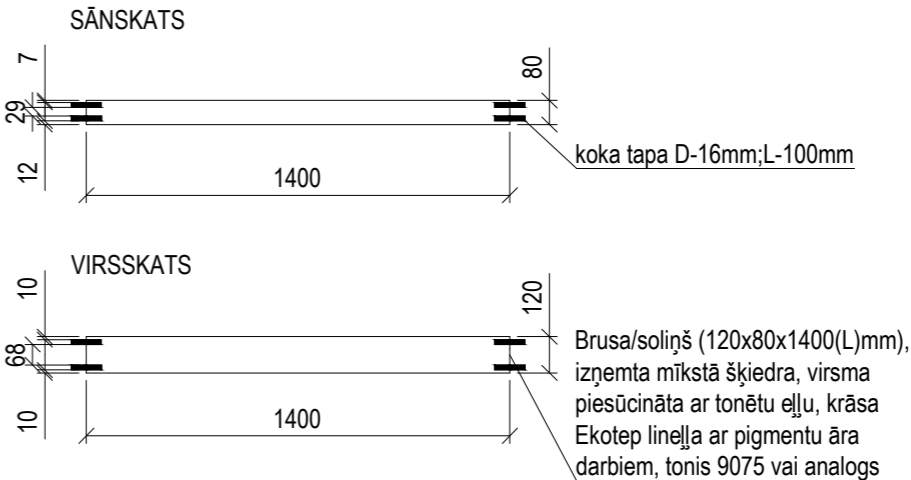 SĀNSKATS
7
29
12
80
koka tapa D-16mm;L-100mm
1400
VIRSSKATS
10
68
10
120
1400
Brusa/soliņš (120x80x1400(L)mm),
izņemta mīkstā šķiedra, virsma
piesūcināta ar tonētu eļļu, krāsa
Ekotep lineļļa ar pigmentu āra
darbiem, tonis 9075 vai analogs